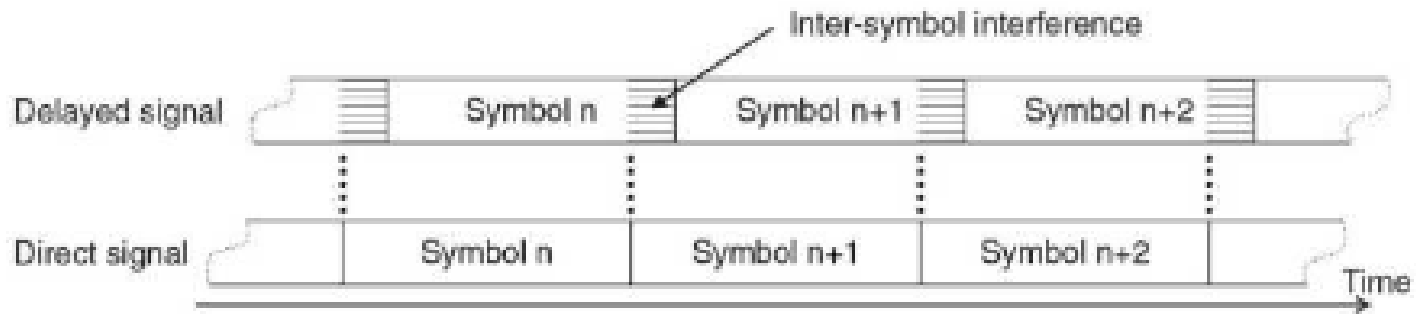 Inter-symbol interference
Delayed signal
Symbol n
Symbol n+1
Symbol n+2
Direct signal
Symbol n
Symbol n+1
Symbol n+2
Time